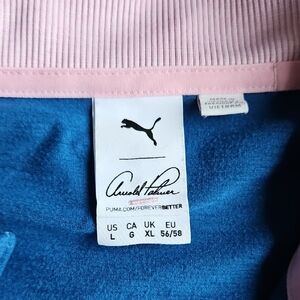 Arnold Palmer
PUMA.COM/FOREVERBETTER
US CA UK EU
L G XL 56/58